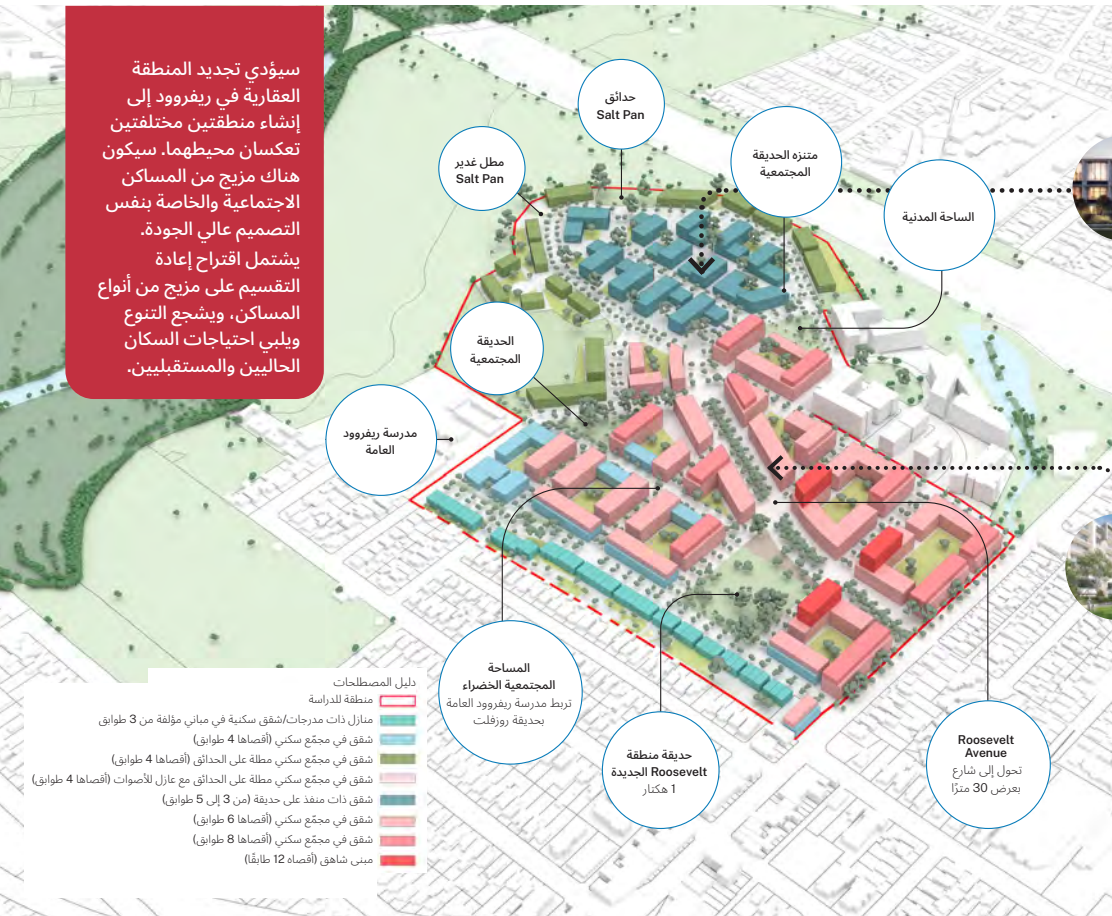 سيؤدي تجديد المنطقة
العقارية في ريفروود إلى
إنشاء منطقتين مختلفتين
تعكسان محيطهما. سيكون
هناك مزيج من المساكن
الاجتماعية والخاصة بنفس
التصميم عالي الجودة.
يشتمل اقتراح إعادة
التقسيم على مزيج من أنواع
المساكن، ويشجع التنوع
ويلبي احتياجات السكان
الحاليين والمستقبليين.
حدائق
Salt Pan
مطل غدير
Salt Pan
متنزه الحديقة
المجتمعية
الساحة المدنية
الحديقة
المجتمعية
مدرسة ريفروود
العامة
المساحة
المجتمعية الخضراء
تربط مدرسة ريفروود العامة
بحديقة روزفلت
حديقة منطقة
Roosevelt الجديدة
1 هكتار
Roosevelt
Avenue
تحول إلى شارع
بعرض 30 مترًا
دليل المصطلحات
منطقة للدراسة
منازل ذات مدرجات/شقق سكنية في مباني مؤلفة من 3 طوابق
شقق في مجمّع سكني (أقصاها 4 طوابق)
شقق في مجمّع سكني مطلة على الحدائق (أقصاها 4 طوابق)
شقق في مجمّع سكني مطلة على الحدائق مع عازل للأصوات (أقصاها 4 طوابق)
شقق ذات منفذ على حديقة (من 3 إلى 5 طوابق)
شقق في مجمّع سكني (أقصاها 6 طوابق)
شقق في مجمّع سكني (أقصاها 8 طوابق)
مبنى شاهق (أقصاه 12 طابقًا)